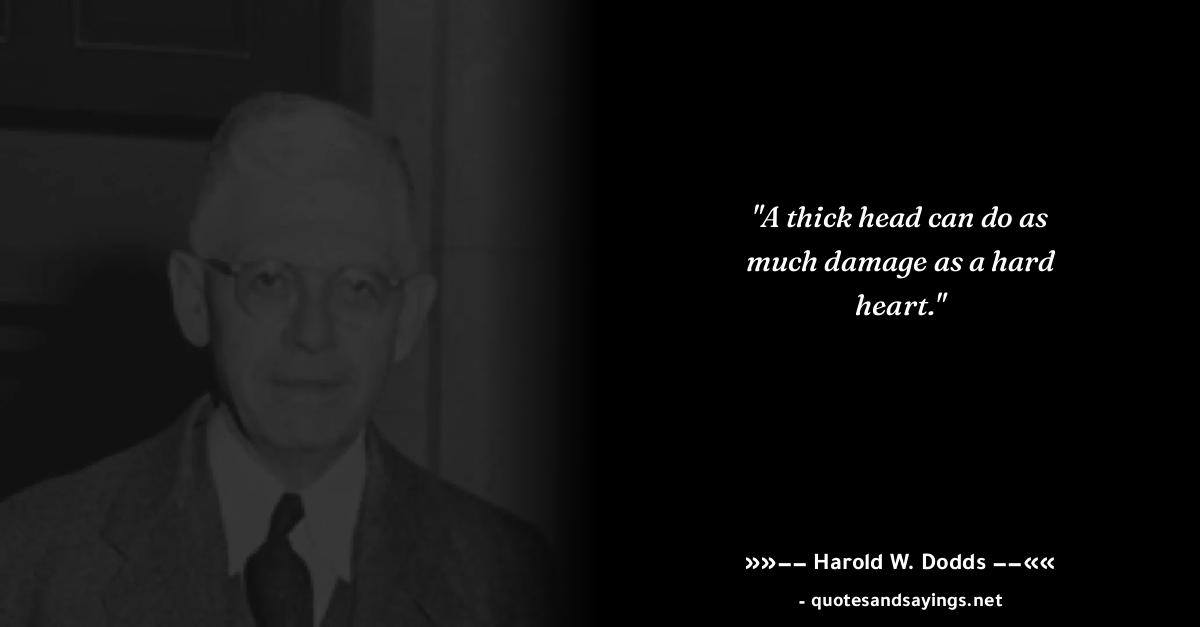 "A thick head can do as
much damage as a hard
heart."
»»–– Harold W. Dodds ––««
- quotesandsayings.net